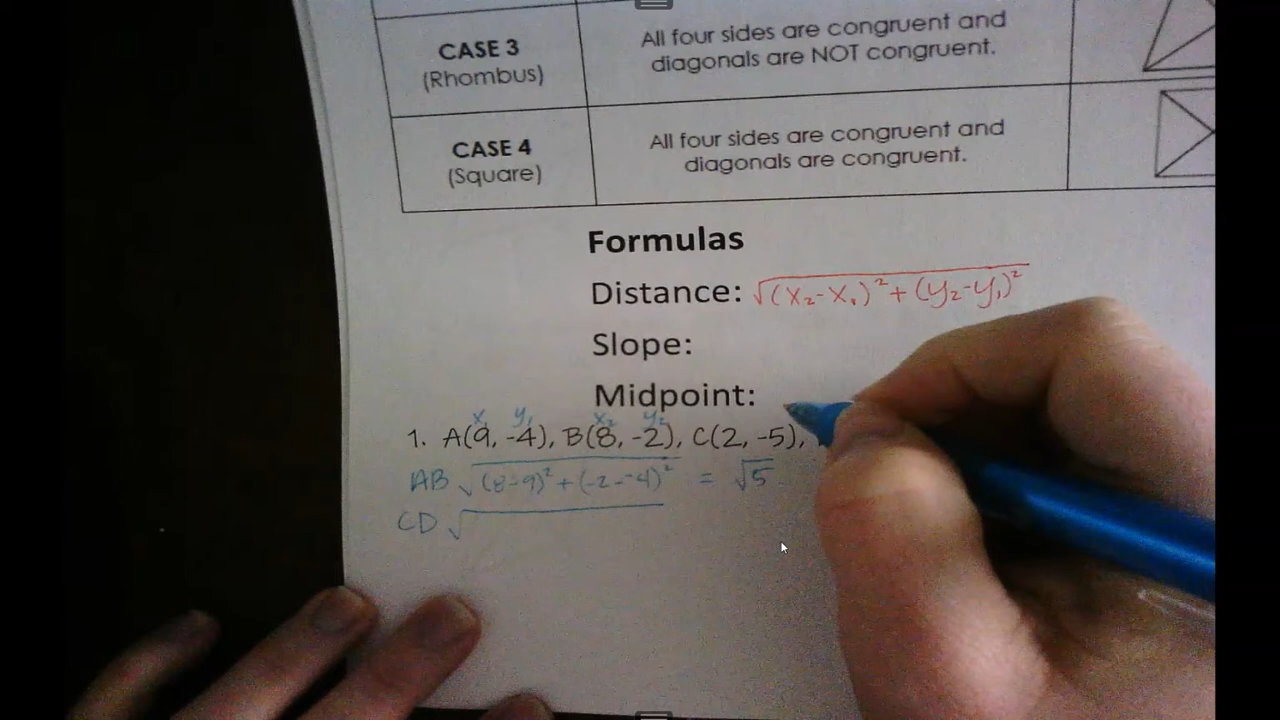 CASE 3
(Rhombus)
All four sides are congruent and
diagonals are NOT congruent.
CASE 4
(Square)
All four sides are congruent and
diagonals are congruent.
Formulas
Distance: √(x₂-x₁)²+(y₂-y₁)²
Slope:
Midpoint:
x₁ y₁ x₂ y₂
1. A(9, -4), B(8, -2), C(2, -5),
AB √(8-9)²+(-2--4)² = √5
CD √